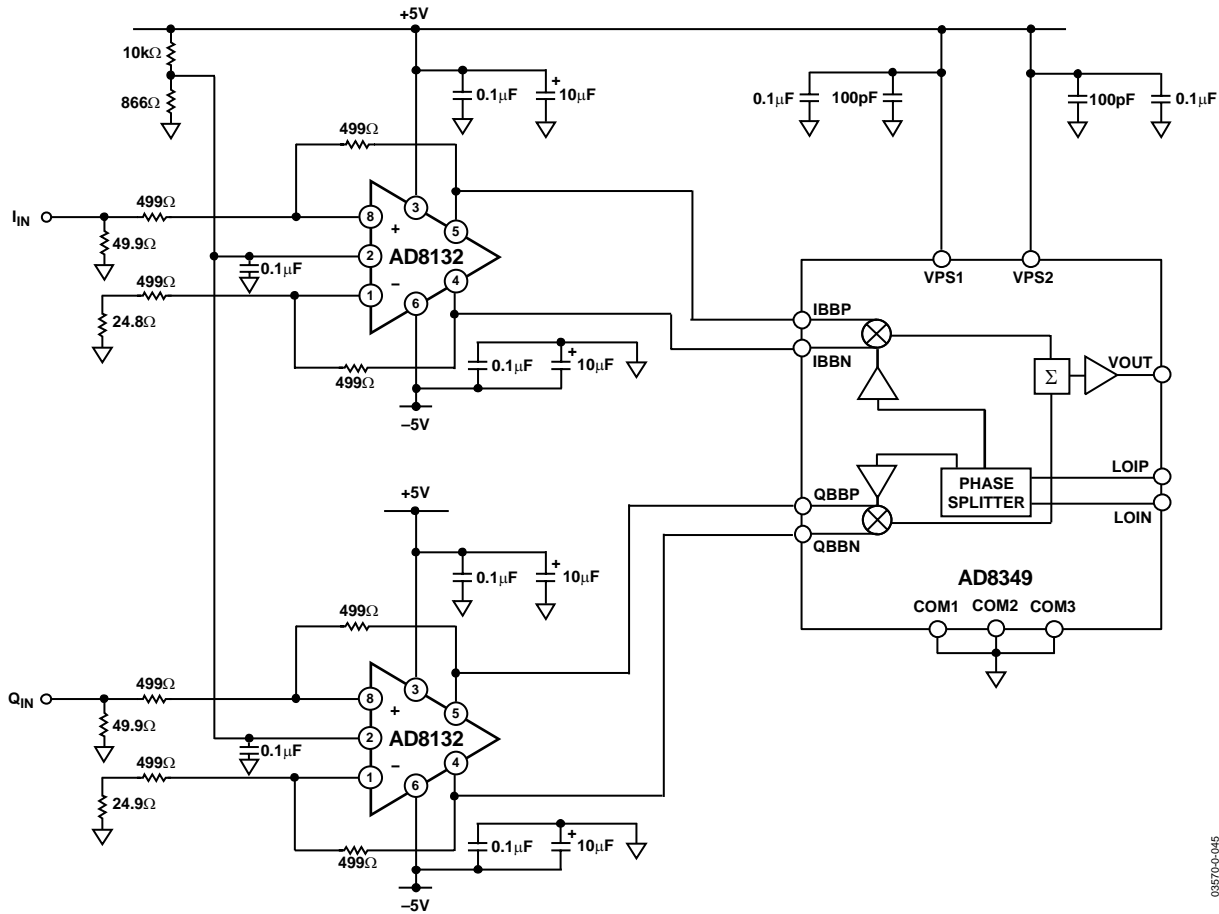 +5V
10kΩ
866Ω
0.1μF
+
10μF
0.1μF
100pF
100pF
0.1μF
499Ω
I IN
499Ω
49.9Ω
8
+
3
5
2
AD8132
0.1μF
4
499Ω
1
−
6
24.8Ω
499Ω
0.1μF
+
10μF
−5V
VPS1
VPS2
IBBP
IBBN
Σ
VOUT
PHASE
SPLITTER
LOIP
LOIN
QBBP
QBBN
AD8349
COM1
COM2
COM3
+5V
0.1μF
+
10μF
499Ω
Q IN
499Ω
49.9Ω
8
+
3
5
2
AD8132
0.1μF
4
499Ω
1
−
6
24.9Ω
499Ω
0.1μF
+
10μF
−5V
03570-0-045